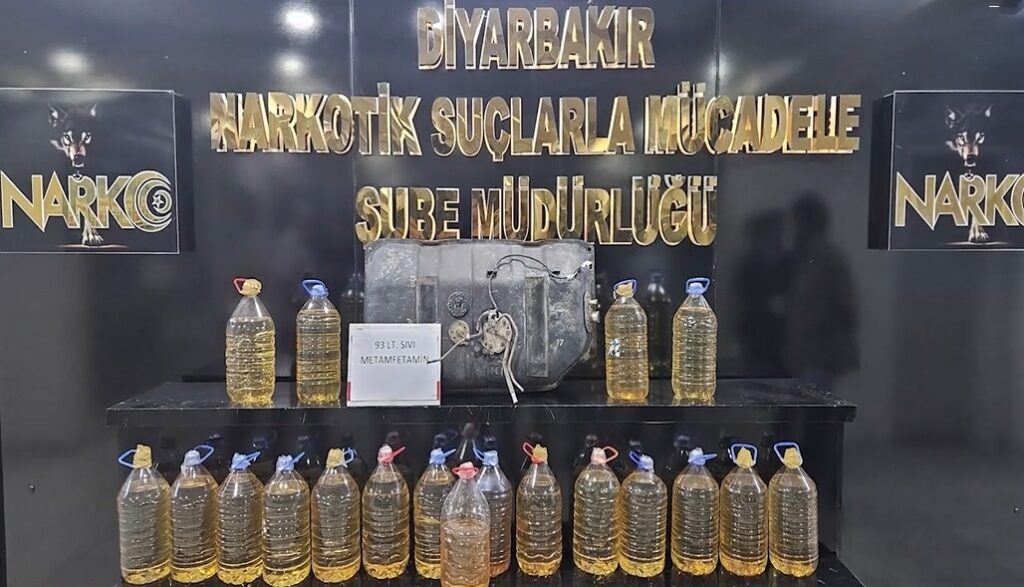 DİYARBAKIR
NARKOTİK SUÇLARLA MÜCADELE
ŞUBE MÜDÜRLÜĞÜ
NARKO
NARKO
93 LT. SIVI
METAMFETAMİN